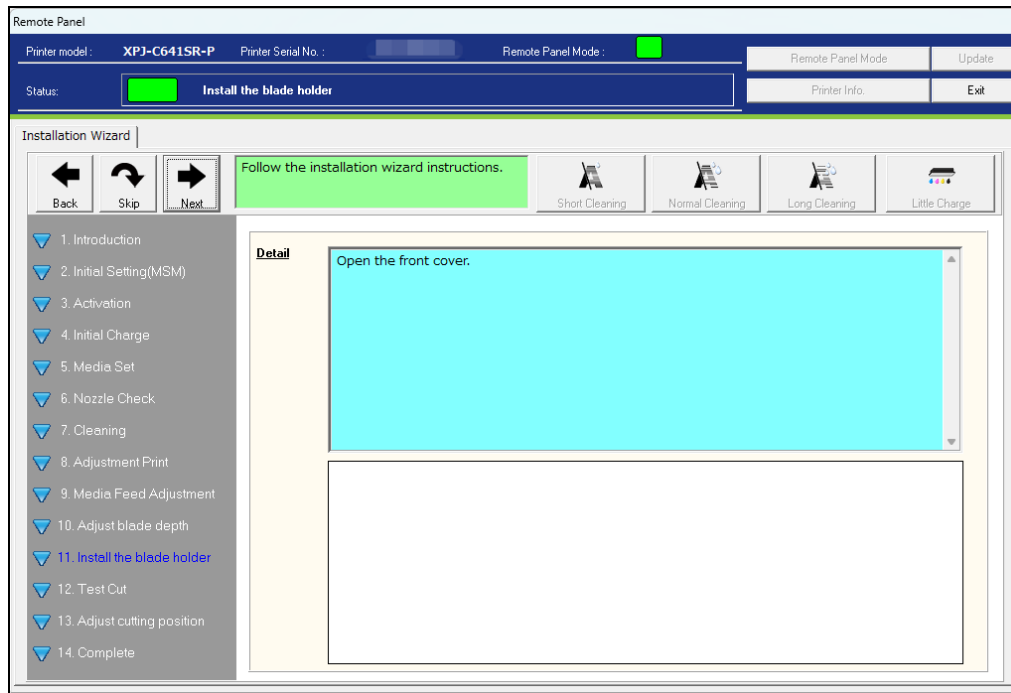 Remote Panel
Printer model :
XPJ-C641SR-P
Printer Serial No. :
Remote Panel Mode :
Remote Panel Mode
Update
Status:
Install the blade holder
Printer Info.
Exit
Installation Wizard
Back
Skip
Next
Follow the installation wizard instructions.
Short Cleaning
Normal Cleaning
Long Cleaning
Little Charge
1. Introduction
2. Initial Setting(MSM)
3. Activation
4. Initial Charge
5. Media Set
6. Nozzle Check
7. Cleaning
8. Adjustment Print
9. Media Feed Adjustment
10. Adjust blade depth
11. Install the blade holder
12. Test Cut
13. Adjust cutting position
14. Complete
Detail
Open the front cover.